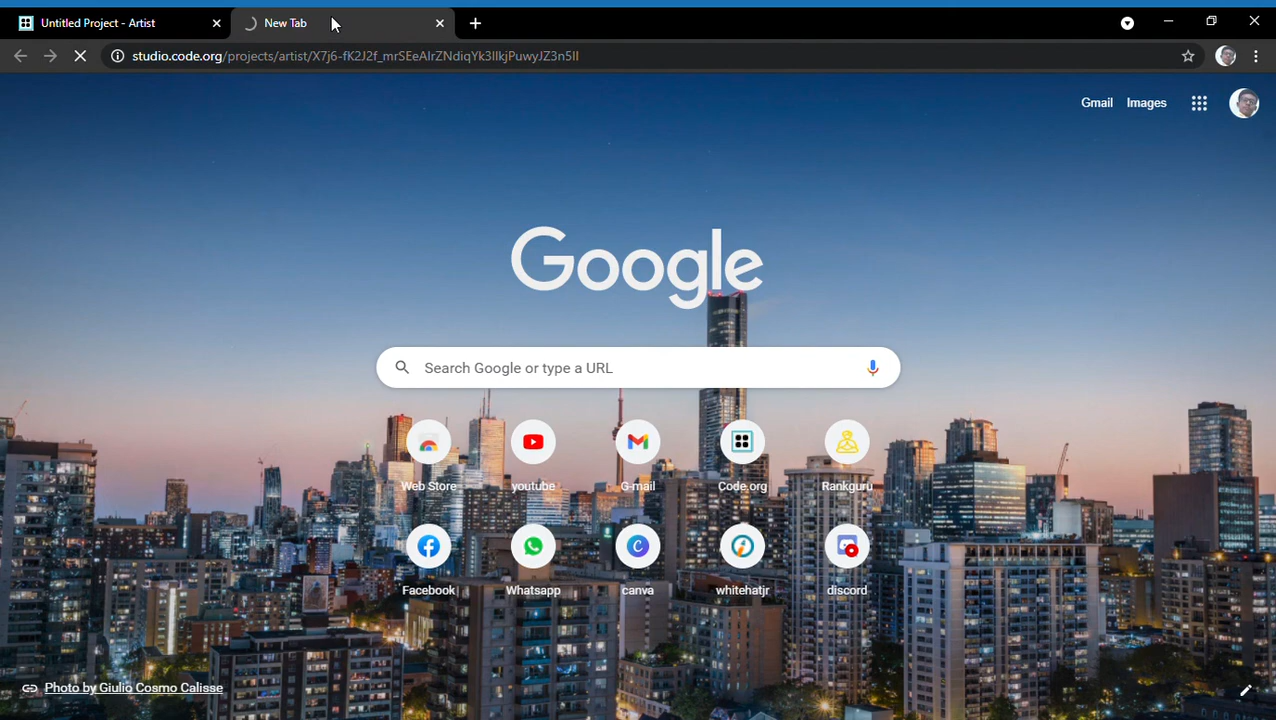 Untitled Project - Artist
New Tab
studio.code.org/projects/artist/X7j6-fK2J2f_mrSEeAIrZNdiqYk3IlkjPuwyJZ3n5II
Gmail
Images
Google
Search Google or type a URL
Web Store
youtube
G-mail
Code.org
Rankguru
Facebook
Whatsapp
canva
whitehatjr
discord
Photo by Giulio Cosmo Calisse